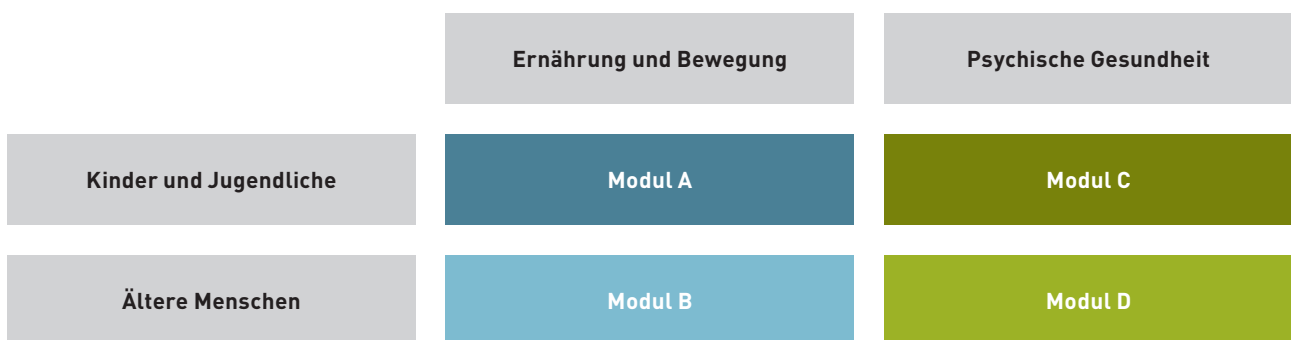 Ernährung und Bewegung
Psychische Gesundheit
Kinder und Jugendliche
Modul A
Modul C
Ältere Menschen
Modul B
Modul D